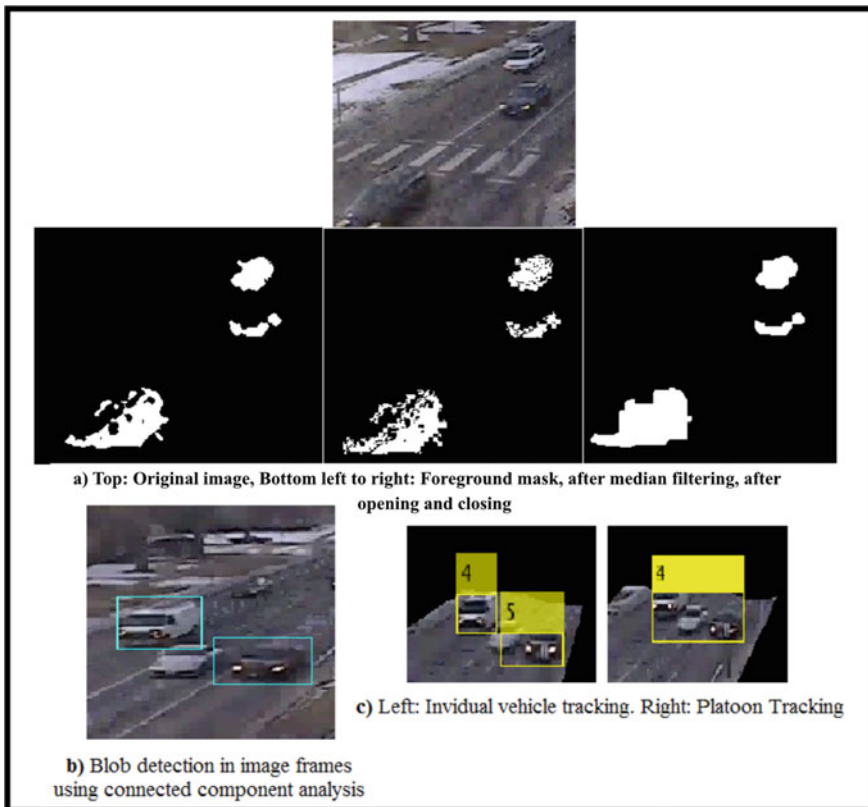 a) Top: Original image, Bottom left to right: Foreground mask, after median filtering, after
opening and closing
4
5
4
c) Left: Invidual vehicle tracking. Right: Platoon Tracking
b) Blob detection in image frames
using connected component analysis